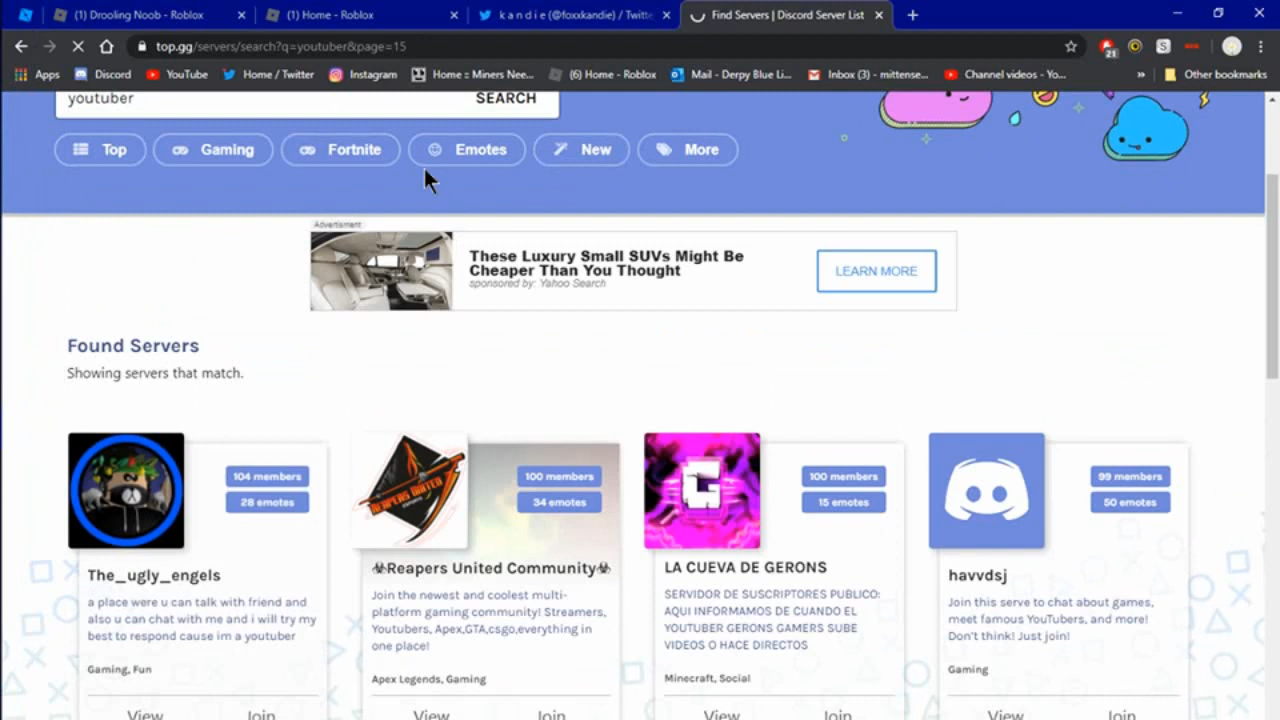 (1) Drooling Noob - Roblox
(1) Home - Roblox
k a n d i e (@foxxkandie) / Twitte
Find Servers | Discord Server List
top.gg/servers/search?q=youtuber&page=15
21
Apps
Discord
YouTube
Home / Twitter
Instagram
Home :: Miners Nee...
(6) Home - Roblox
Mail - Derpy Blue Li...
Inbox (3) - mittense...
Channel videos - Yo...
Other bookmarks
youtuber
SEARCH
Top
Gaming
Fortnite
Emotes
New
More
Advertisment
These Luxury Small SUVs Might Be
Cheaper Than You Thought
sponsored by: Yahoo Search
LEARN MORE
Found Servers
Showing servers that match.
104 members
28 emotes
The_ugly_engels
a place were u can talk with friend and
also u can chat with me and i will try my
best to respond cause im a youtuber
Gaming, Fun
View
Join
REAPERS UNITED
100 members
34 emotes
☣Reapers United Community☣
Join the newest and coolest multi-
platform gaming community! Streamers,
Youtubers, Apex,GTA,csgo,everything in
one place!
Apex Legends, Gaming
View
Join
G
100 members
15 emotes
LA CUEVA DE GERONS
SERVIDOR DE SUSCRIPTORES PUBLICO:
AQUI INFORMAMOS DE CUANDO EL
YOUTUBER GERONS GAMERS SUBE
VIDEOS O HACE DIRECTOS
Minecraft, Social
View
Join
99 members
50 emotes
havvdsj
Join this serve to chat about games,
meet famous YouTubers, and more!
Don't think! Just join!
Gaming
View
Join